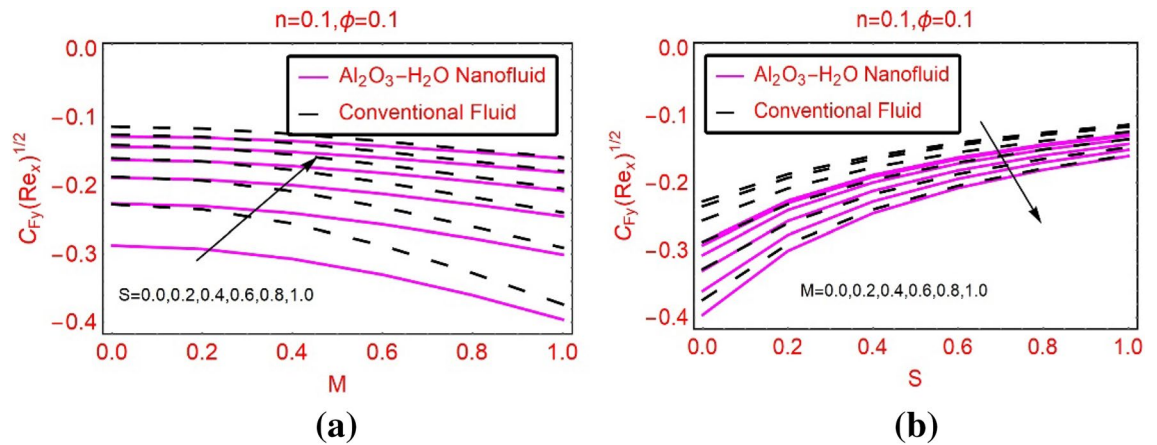 n=0.1,ϕ=0.1
0.0
−0.1
−0.2
−0.3
−0.4
C_Fy(Re_x)^1/2
Al₂O₃−H₂O Nanofluid
Conventional Fluid
S=0.0,0.2,0.4,0.6,0.8,1.0
0.0 0.2 0.4 0.6 0.8 1.0
M
(a)
n=0.1,ϕ=0.1
0.0
−0.1
−0.2
−0.3
−0.4
C_Fy(Re_x)^1/2
Al₂O₃−H₂O Nanofluid
Conventional Fluid
M=0.0,0.2,0.4,0.6,0.8,1.0
0.0 0.2 0.4 0.6 0.8 1.0
S
(b)